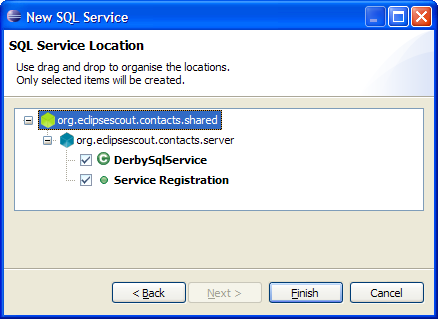 New SQL Service
SQL Service Location
Use drag and drop to organise the locations.
Only selected items will be created.
org.eclipsescout.contacts.shared
org.eclipsescout.contacts.server
DerbySqlService
Service Registration
< Back
Next >
Finish
Cancel